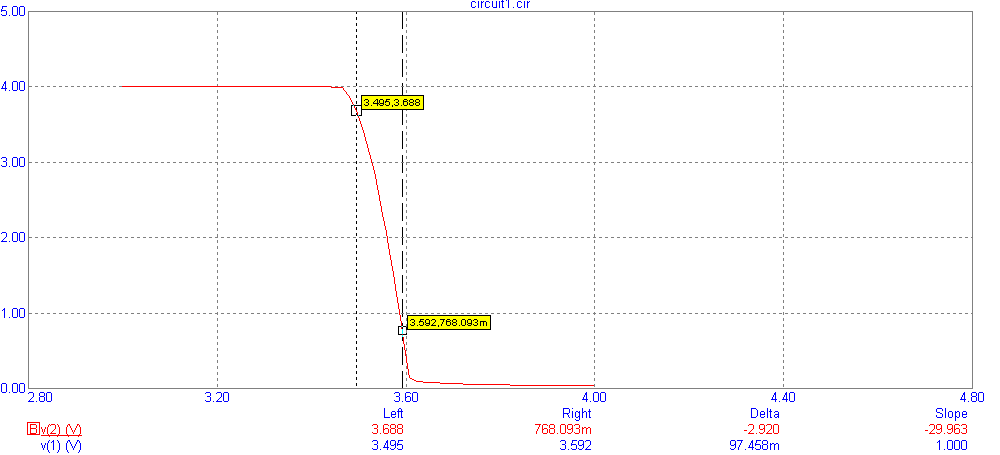 circuit1.cir
5.00
4.00
3.495,3.688
3.00
2.00
1.00
3.592,768.093m
0.00
2.80 3.20 3.60 4.00 4.40 4.80
Left Right Delta Slope
B v(2) (V) 3.688 768.093m -2.920 -29.963
v(1) (V) 3.495 3.592 97.458m 1.000